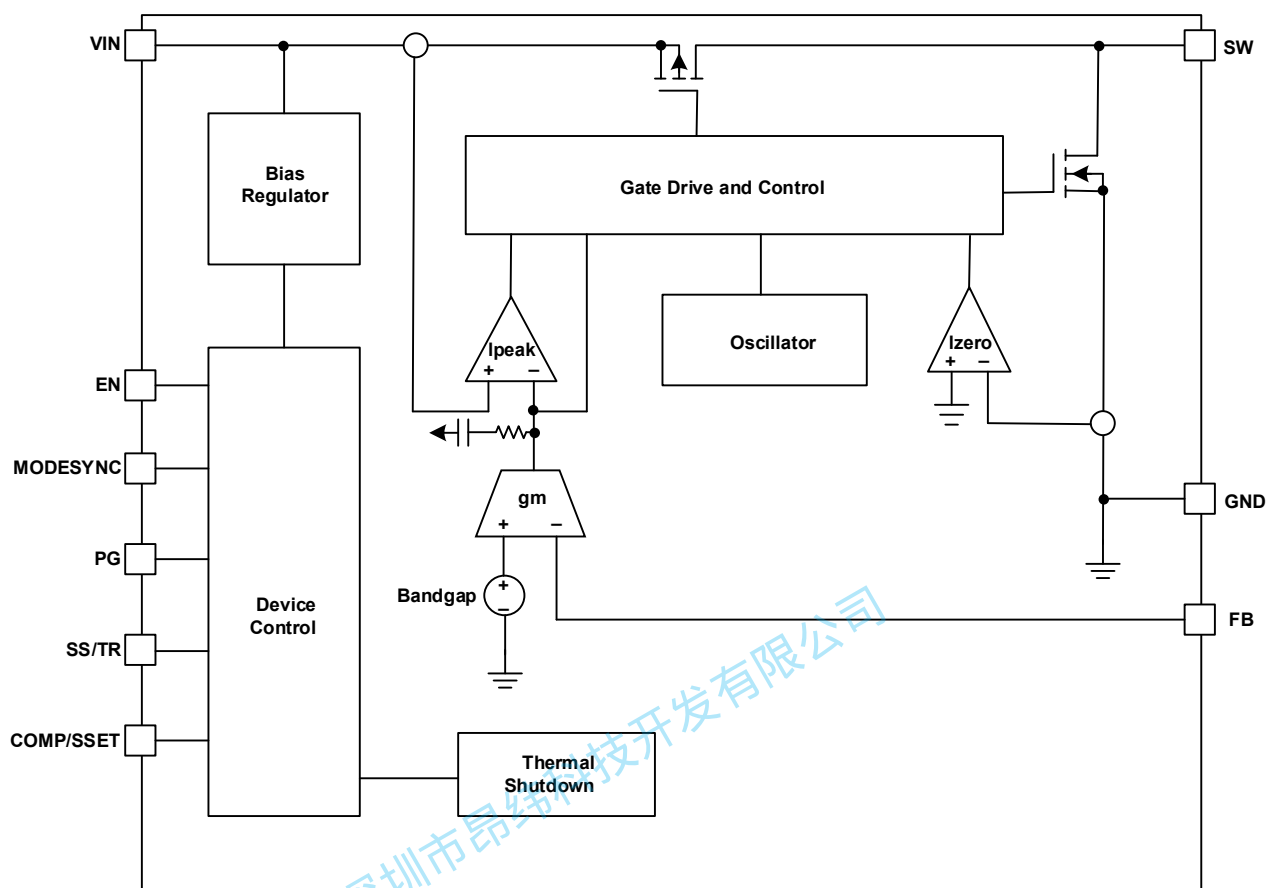 VIN
SW
Bias
Regulator
Gate Drive and Control
Ipeak
+ −
Oscillator
Izero
+ −
EN
MODESYNC
gm
+ −
GND
PG
Bandgap
+
−
Device
Control
FB
SS/TR
COMP/SSET
Thermal
Shutdown
深圳市昂纬科技开发有限公司